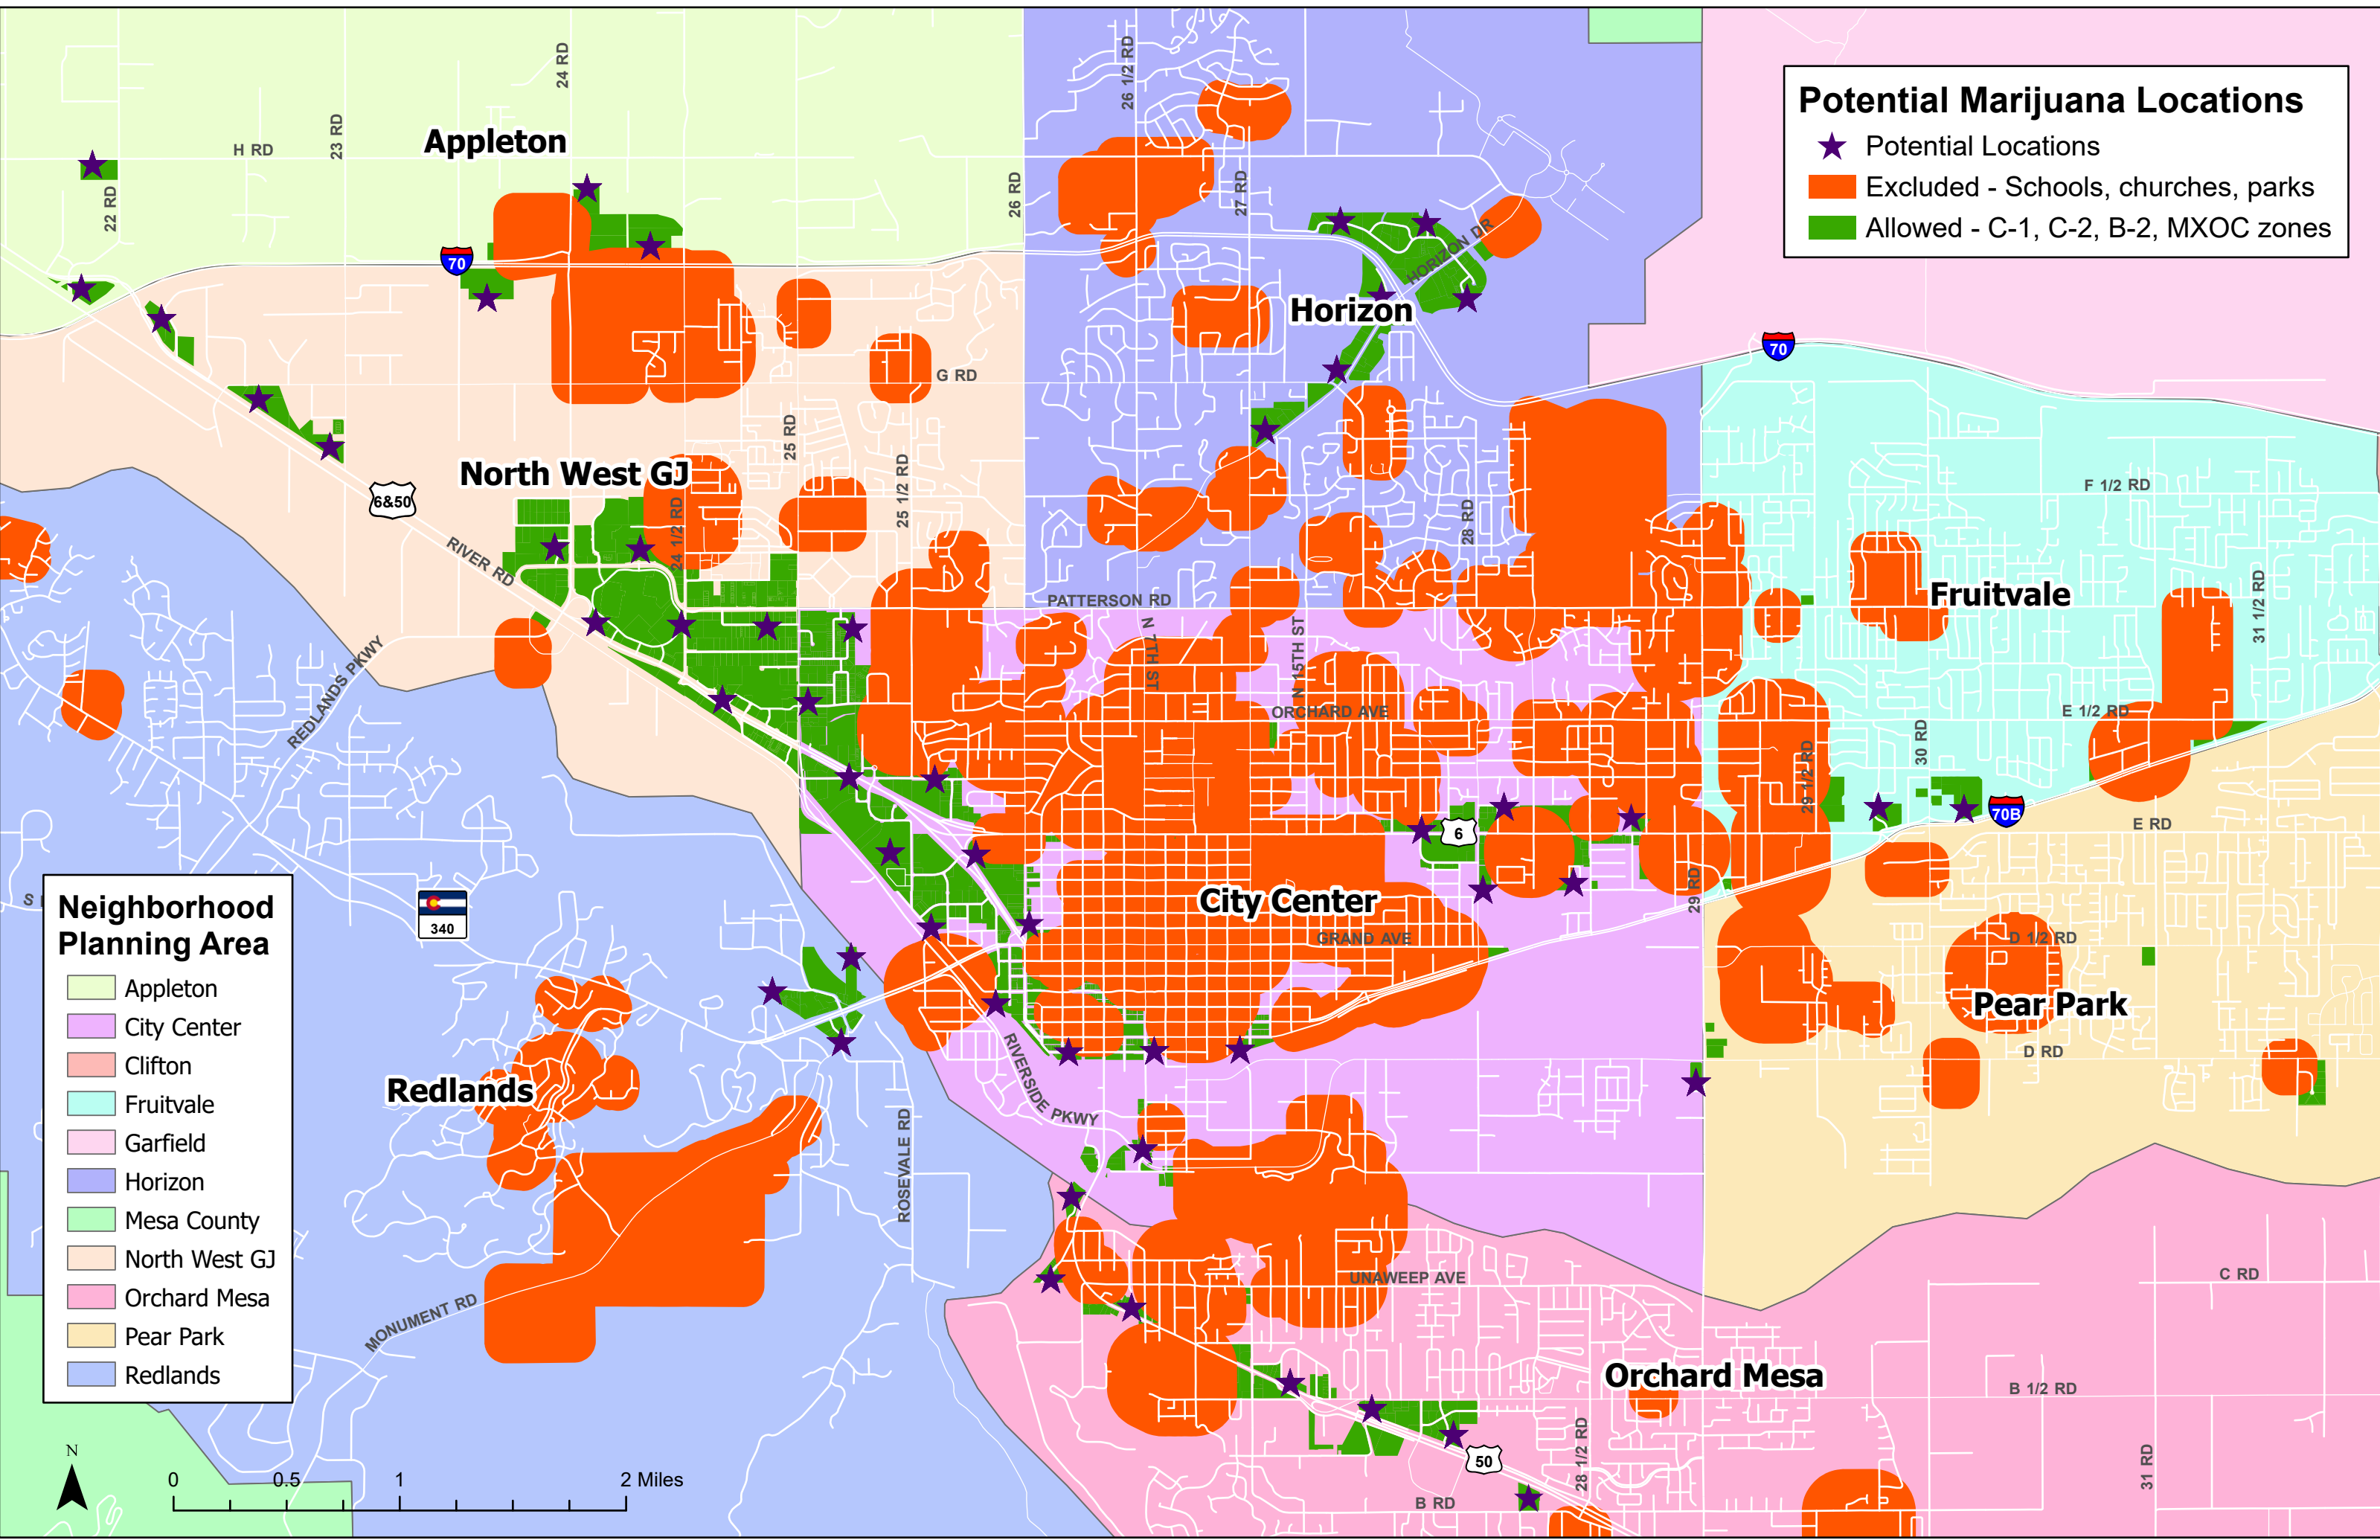 Potential Marijuana Locations
Potential Locations
Excluded - Schools, churches, parks
Allowed - C-1, C-2, B-2, MXOC zones
24 RD
26 1/2 RD
Appleton
H RD
23 RD
22 RD
26 RD
27 RD
HORIZON DR
70
Horizon
70
G RD
25 RD
North West GJ
25 1/2 RD
6&50
24 1/2 RD
28 RD
F 1/2 RD
RIVER RD
PATTERSON RD
Fruitvale
31 1/2 RD
REDLANDS PKWY
N 7TH ST
N 15TH ST
ORCHARD AVE
E 1/2 RD
30 RD
29 1/2 RD
70B
6
E RD
City Center
29 RD
GRAND AVE
D 1/2 RD
S
340
Pear Park
D RD
RIVERSIDE PKWY
Redlands
ROSEVALE RD
UNAWEEP AVE
C RD
MONUMENT RD
Orchard Mesa
B 1/2 RD
50
28 1/2 RD
31 RD
B RD
Neighborhood
Planning Area
Appleton
City Center
Clifton
Fruitvale
Garfield
Horizon
Mesa County
North West GJ
Orchard Mesa
Pear Park
Redlands
N
0 0.5 1 2 Miles